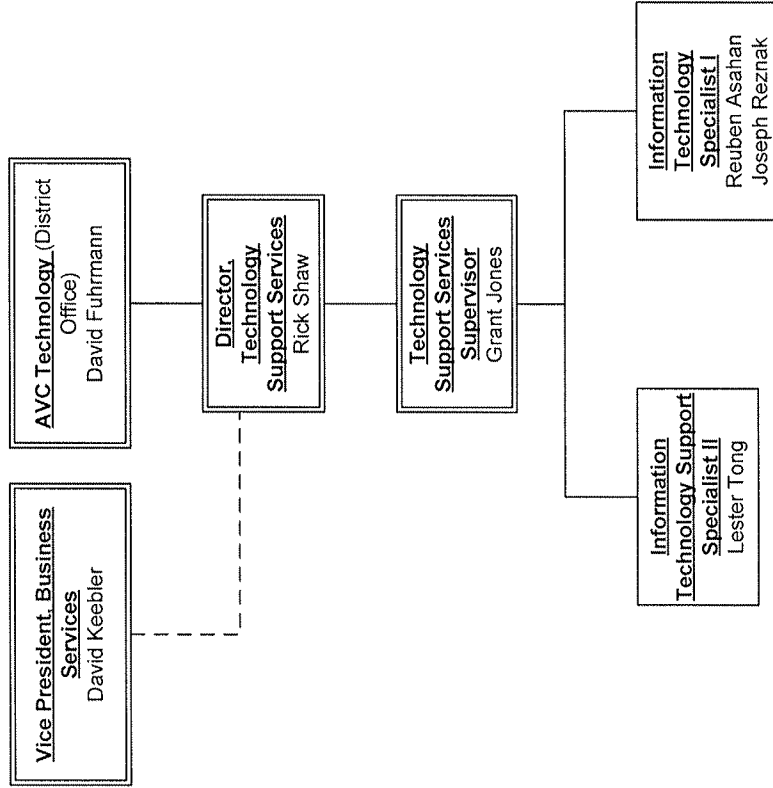 Vice President, Business
Services
David Keebler
AVC Technology (District
Office)
David Fuhrmann
Director,
Technology
Support Services
Rick Shaw
Technology
Support Services
Supervisor
Grant Jones
Information
Technology Support
Specialist II
Lester Tong
Information
Technology
Specialist I
Reuben Asahan
Joseph Reznak